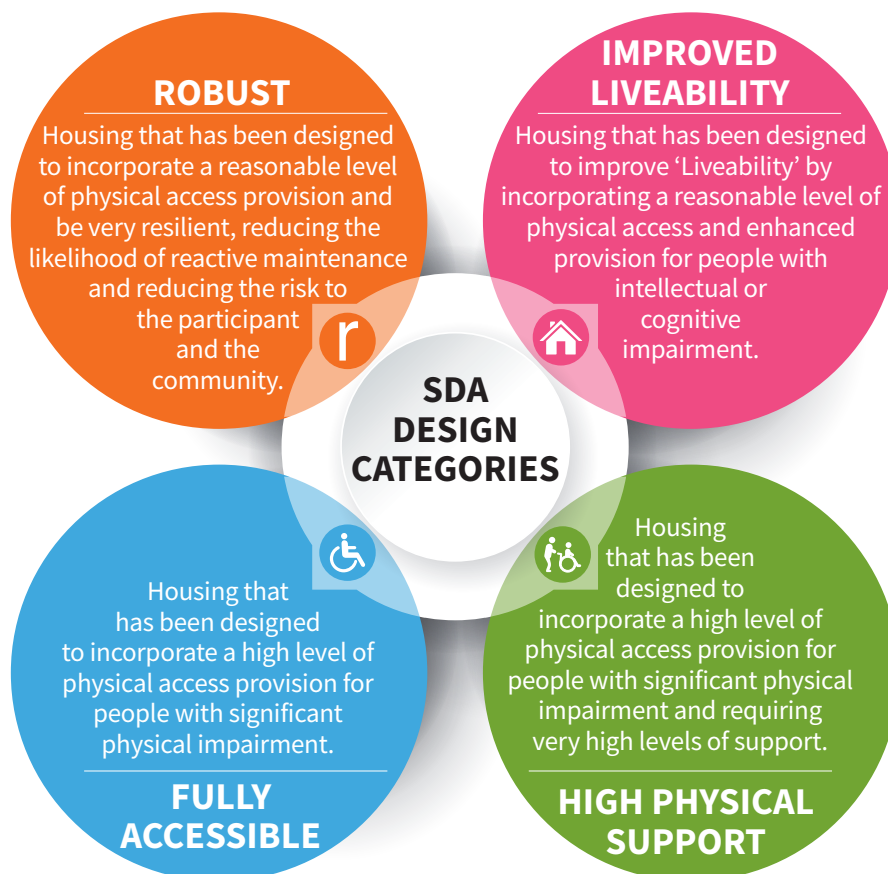 ROBUST
Housing that has been designed
to incorporate a reasonable level
of physical access provision and
be very resilient, reducing the
likelihood of reactive maintenance
and reducing the risk to
the participant
and the
community.
IMPROVED
LIVEABILITY
Housing that has been designed
to improve ‘Liveability’ by
incorporating a reasonable level of
physical access and enhanced
provision for people with
intellectual or
cognitive
impairment.
r
SDA
DESIGN
CATEGORIES
Housing that
has been designed
to incorporate a high level of
physical access provision for
people with significant
physical impairment.
FULLY
ACCESSIBLE
Housing
that has been
designed to
incorporate a high level of
physical access provision for
people with significant physical
impairment and requiring
very high levels of support.
HIGH PHYSICAL
SUPPORT